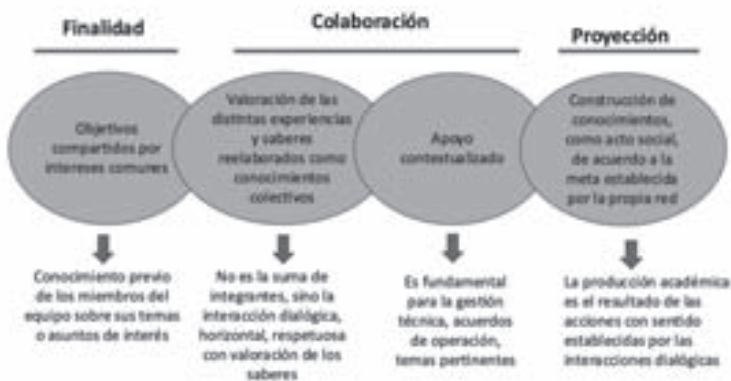 Finalidad
Colaboración
Proyección
Objetivos
compartidos por
intereses comunes
Valoración de las
distintas experiencias
y saberes
reelaborados como
conocimientos
colectivos
Apoyo
contextualizado
Construcción de
conocimientos,
como acto social,
de acuerdo a la
meta establecida
por la propia red
Conocimiento previo
de los miembros del
equipo sobre sus temas
o asuntos de interés
No es la suma de
integrantes, sino la
interacción dialógica,
horizontal, respetuosa
con valoración de los
saberes
Es fundamental
para la gestión
técnica, acuerdos
de operación,
temas pertinentes
La producción académica
es el resultado de las
acciones con sentido
establecidas por las
interacciones dialógicas